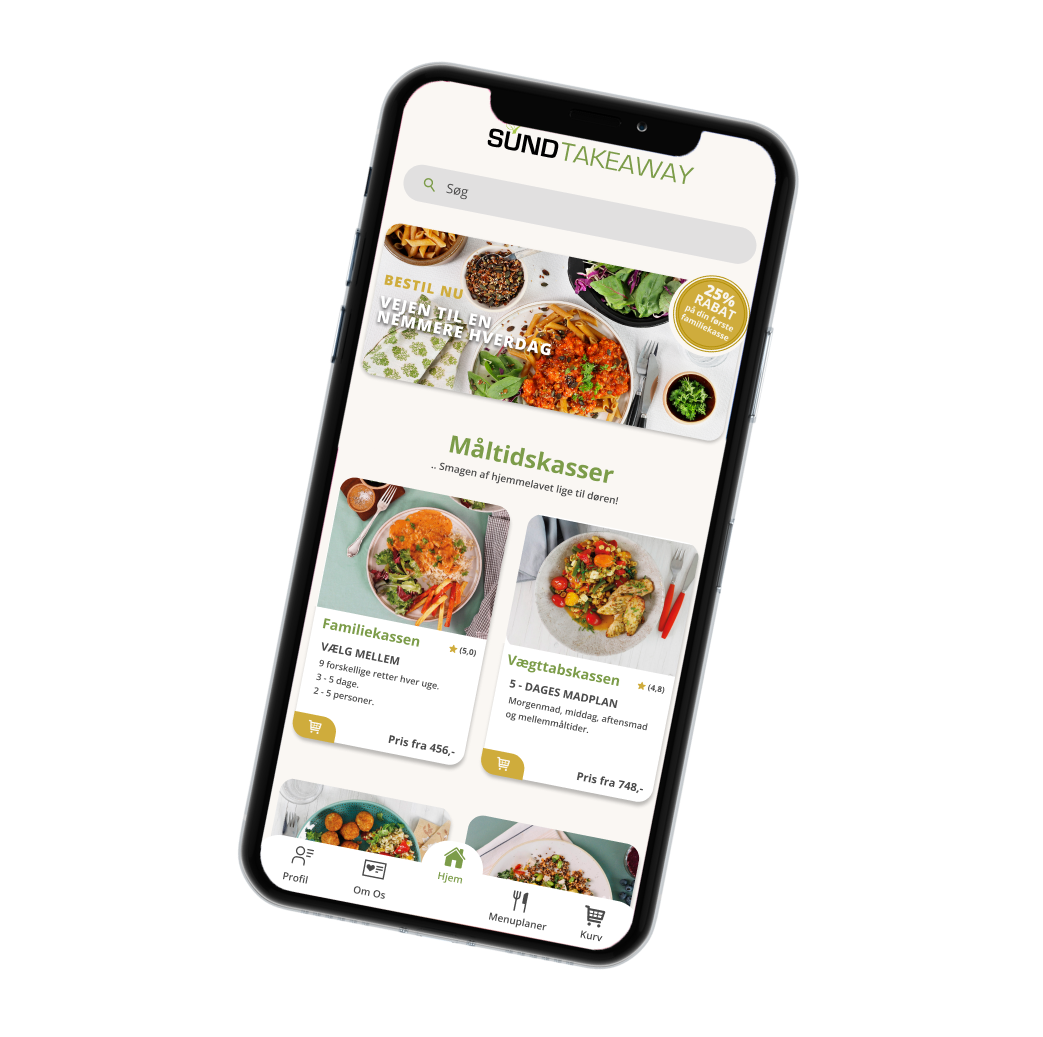 SUNDTAKEAWAY
Søg
BESTIL NU
VEJEN TIL EN
NEMMERE HVERDAG
25%
RABAT
på din første
familiekasse
Måltidskasser
.. Smagen af hjemmelavet lige til døren!
Familiekassen
(5,0)
VÆLG MELLEM
9 forskellige retter hver uge.
3 - 5 dage.
2 - 5 personer.
Pris fra 456,-
Vægttabskassen
(4,8)
5 - DAGES MADPLAN
Morgenmad, middag, aftensmad
og mellemmåltider.
Pris fra 748,-
Profil
Om Os
Hjem
Menuplaner
Kurv